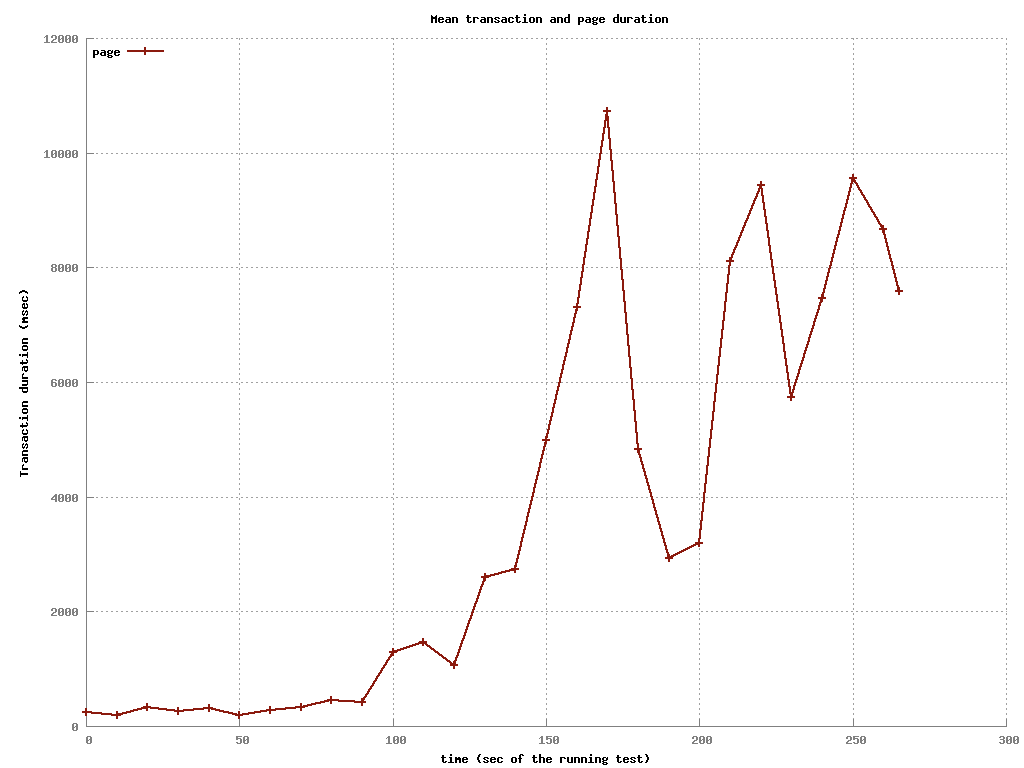 Mean transaction and page duration
12000
page
10000
8000
6000
4000
2000
0
Transaction duration (msec)
0 50 100 150 200 250 300
time (sec of the running test)